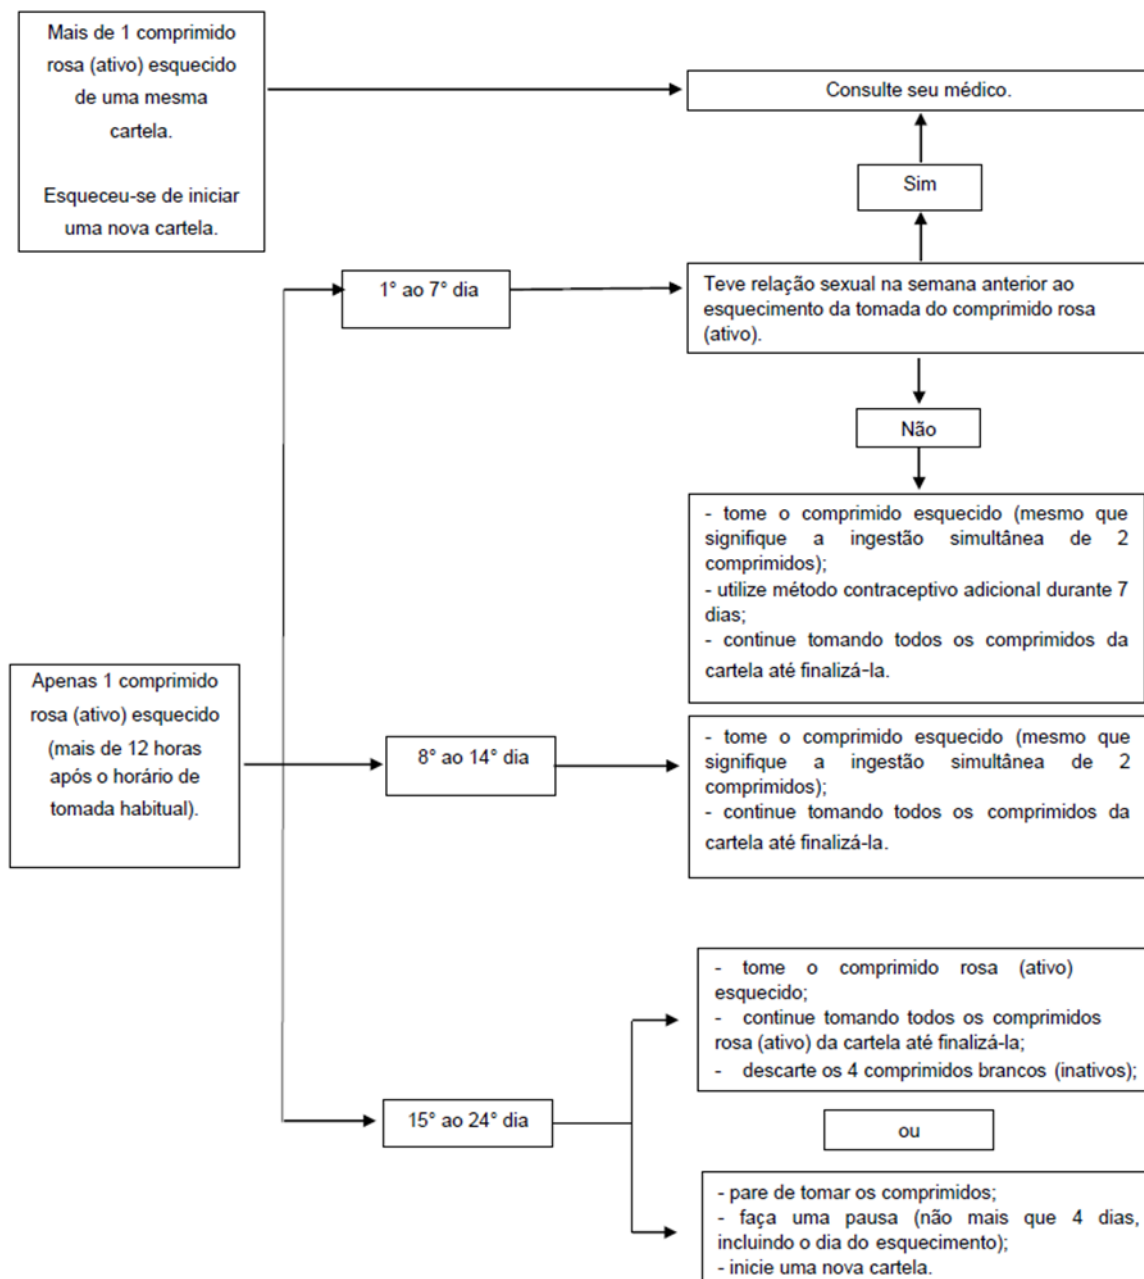 Mais de 1 comprimido
rosa (ativo) esquecido
de uma mesma
cartela.
Esqueceu-se de iniciar
uma nova cartela.
Consulte seu médico.
Sim
1° ao 7° dia
Teve relação sexual na semana anterior ao
esquecimento da tomada do comprimido rosa
(ativo).
Não
- tome o comprimido esquecido (mesmo que
signifique a ingestão simultânea de 2
comprimidos);
- utilize método contraceptivo adicional durante 7
dias;
- continue tomando todos os comprimidos da
cartela até finalizá-la.
Apenas 1 comprimido
rosa (ativo) esquecido
(mais de 12 horas
após o horário de
tomada habitual).
8° ao 14° dia
- tome o comprimido esquecido (mesmo que
signifique a ingestão simultânea de 2
comprimidos);
- continue tomando todos os comprimidos da
cartela até finalizá-la.
15° ao 24° dia
- tome o comprimido rosa (ativo)
esquecido;
- continue tomando todos os comprimidos
rosa (ativo) da cartela até finalizá-la;
- descarte os 4 comprimidos brancos (inativos);
ou
- pare de tomar os comprimidos;
- faça uma pausa (não mais que 4 dias,
incluindo o dia do esquecimento);
- inicie uma nova cartela.